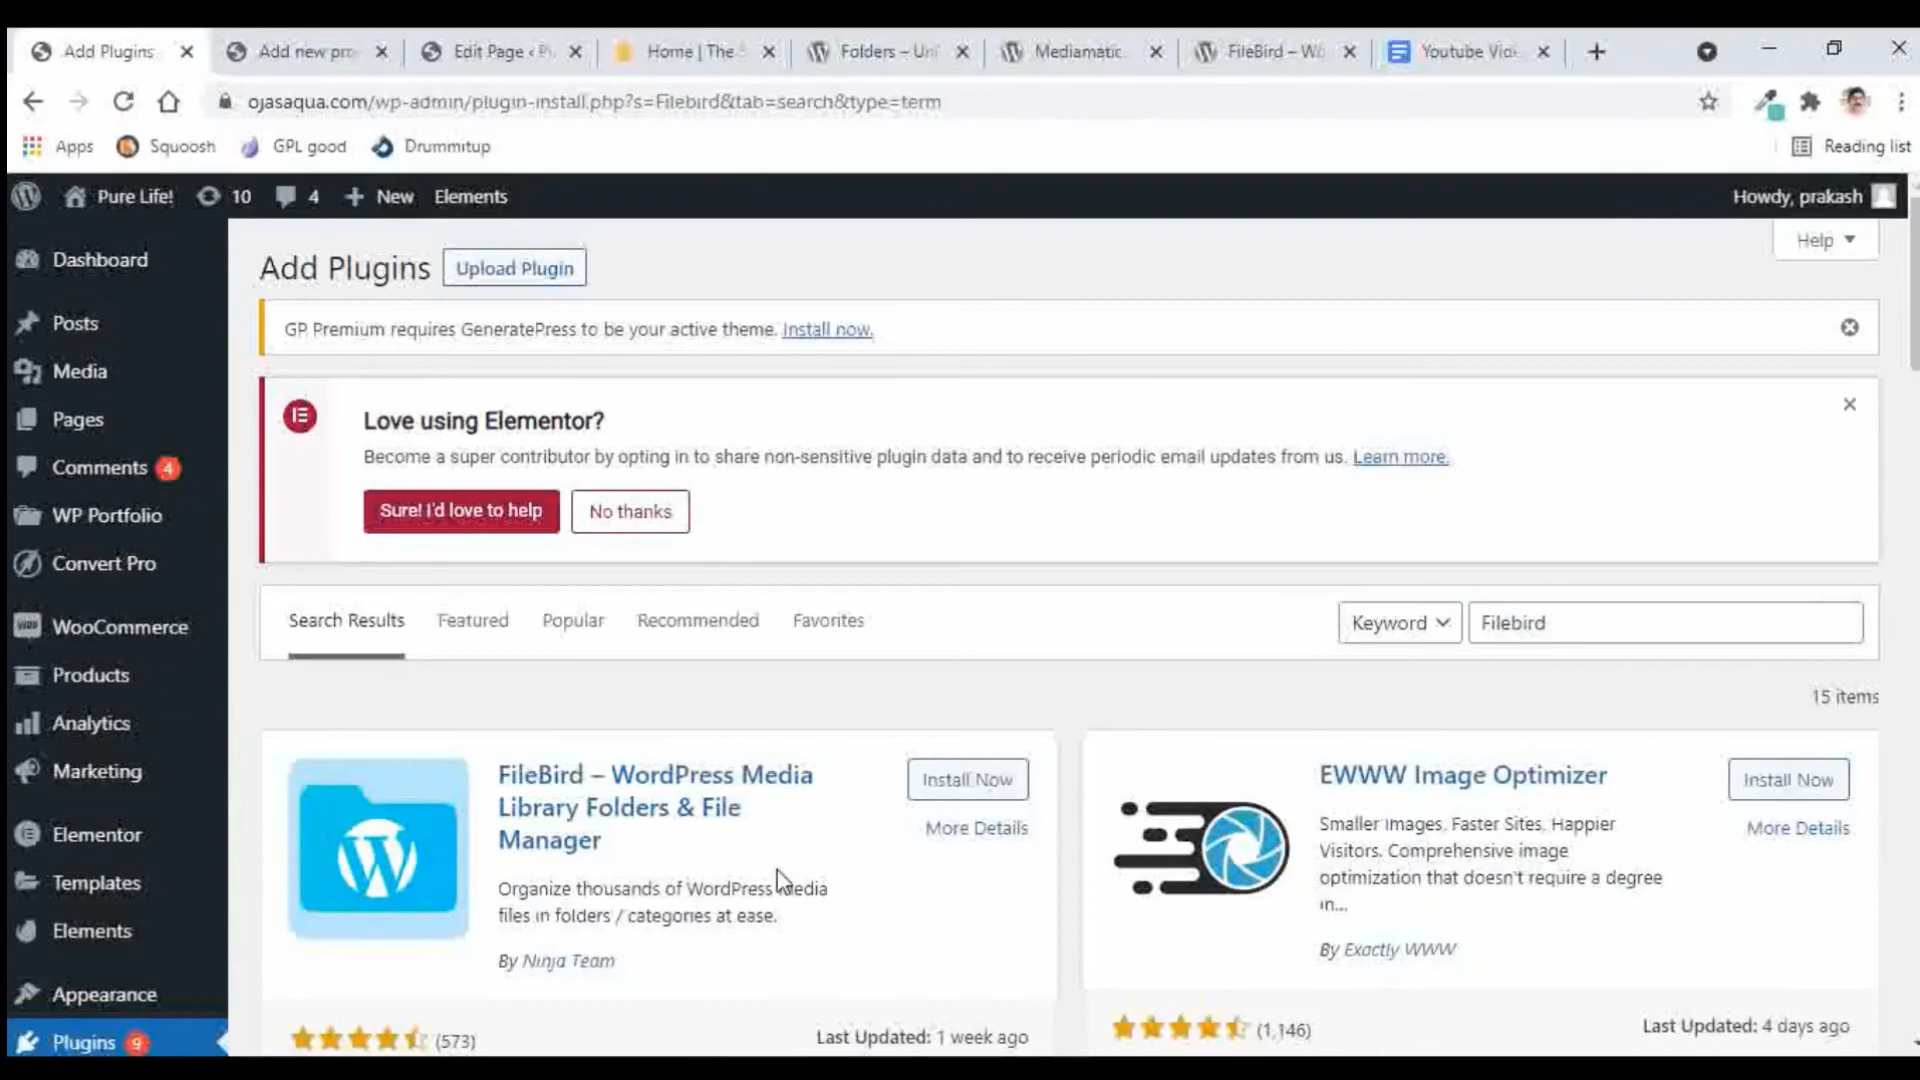 Add Plugins
Add new pro
Edit Page ‹ P
Home | The
Folders – Un
Mediamatic
FileBird – W
Youtube Vid
ojasaqua.com/wp-admin/plugin-install.php?s=Filebird&tab=search&type=term
Apps
Squoosh
GPL good
Drummitup
Reading list
Pure Life!
10
4
New
Elements
Howdy, prakash
Dashboard
Posts
Media
Pages
Comments 4
WP Portfolio
Convert Pro
WooCommerce
Products
Analytics
Marketing
Elementor
Templates
Elements
Appearance
Plugins 9
Help
Add Plugins
Upload Plugin
GP Premium requires GeneratePress to be your active theme. Install now.
Love using Elementor?
Become a super contributor by opting in to share non-sensitive plugin data and to receive periodic email updates from us. Learn more.
Sure! I'd love to help
No thanks
Search Results
Featured
Popular
Recommended
Favorites
Keyword
Filebird
15 items
FileBird – WordPress Media
Library Folders & File
Manager
Install Now
More Details
Organize thousands of WordPress media
files in folders / categories at ease.
By Ninja Team
(573)
Last Updated: 1 week ago
EWWW Image Optimizer
Install Now
More Details
Smaller Images, Faster Sites, Happier
Visitors. Comprehensive image
optimization that doesn't require a degree
in...
By Exactly WWW
(1,146)
Last Updated: 4 days ago